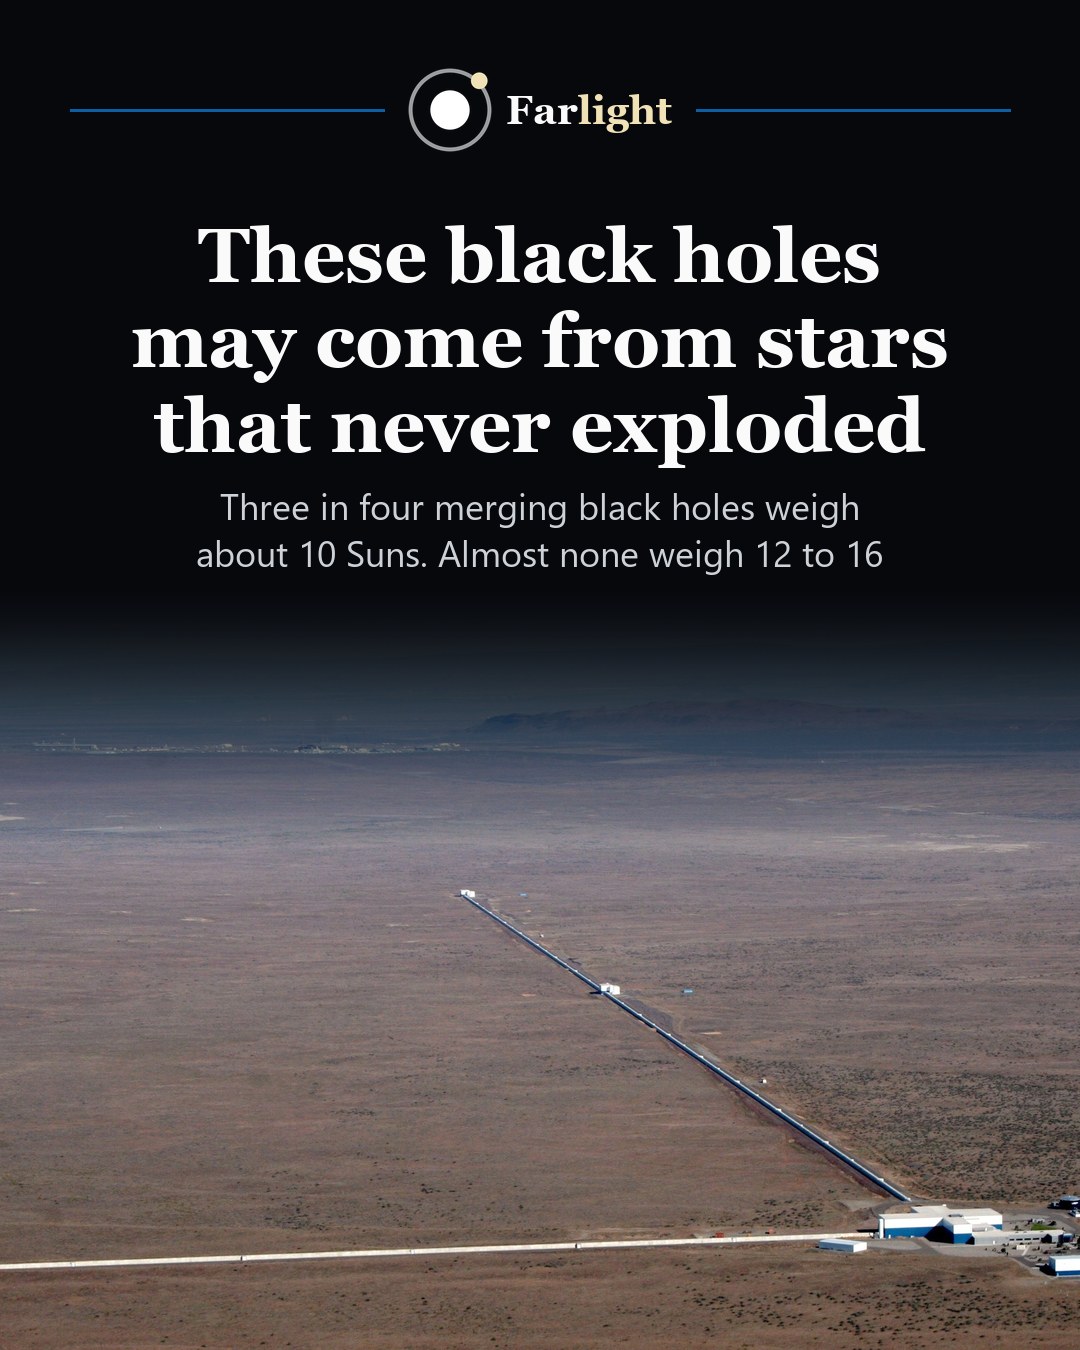 Farlight
These black holes
may come from stars
that never exploded
Three in four merging black holes weigh
about 10 Suns. Almost none weigh 12 to 16